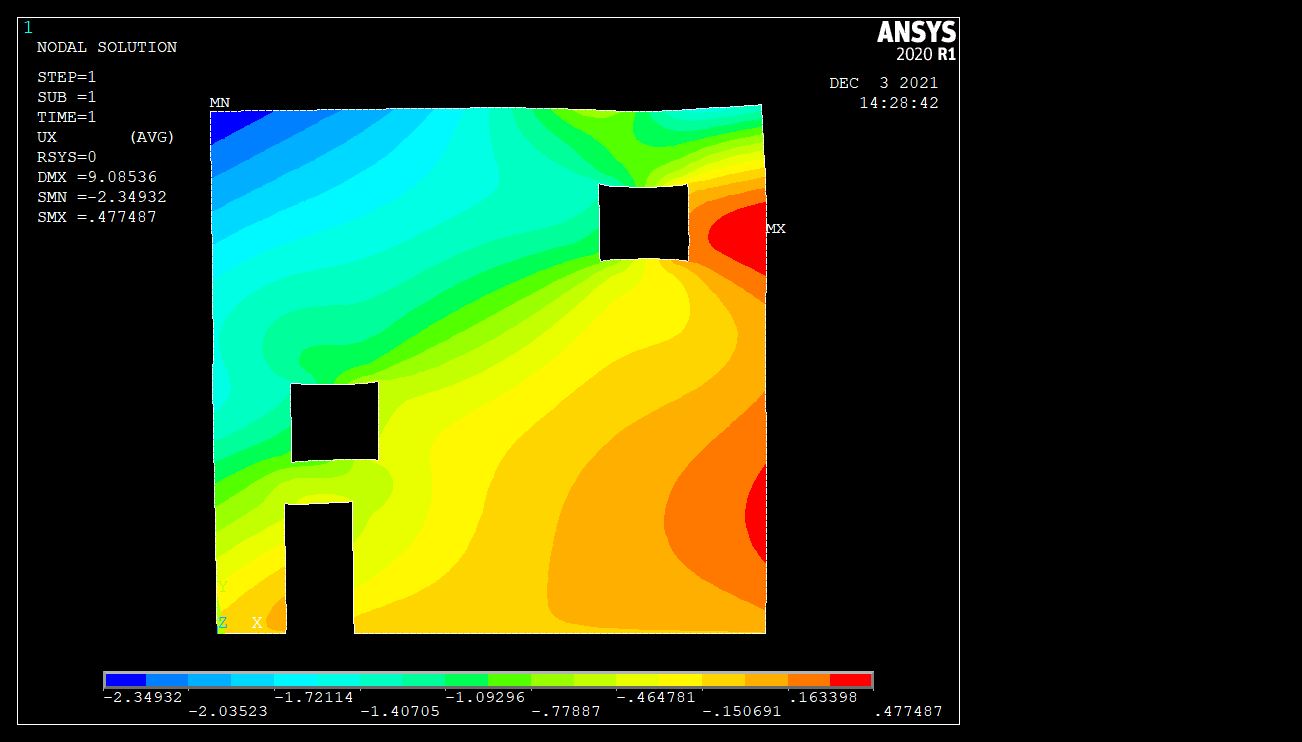 1
ANSYS
2020 R1
NODAL SOLUTION
STEP=1
SUB =1
TIME=1
UX (AVG)
RSYS=0
DMX =9.08536
SMN =-2.34932
SMX =.477487
DEC 3 2021
14:28:42
MN
MX
Y
Z X
-2.34932 -1.72114 -1.09296 -.464781 .163398
-2.03523 -1.40705 -.77887 -.150691 .477487